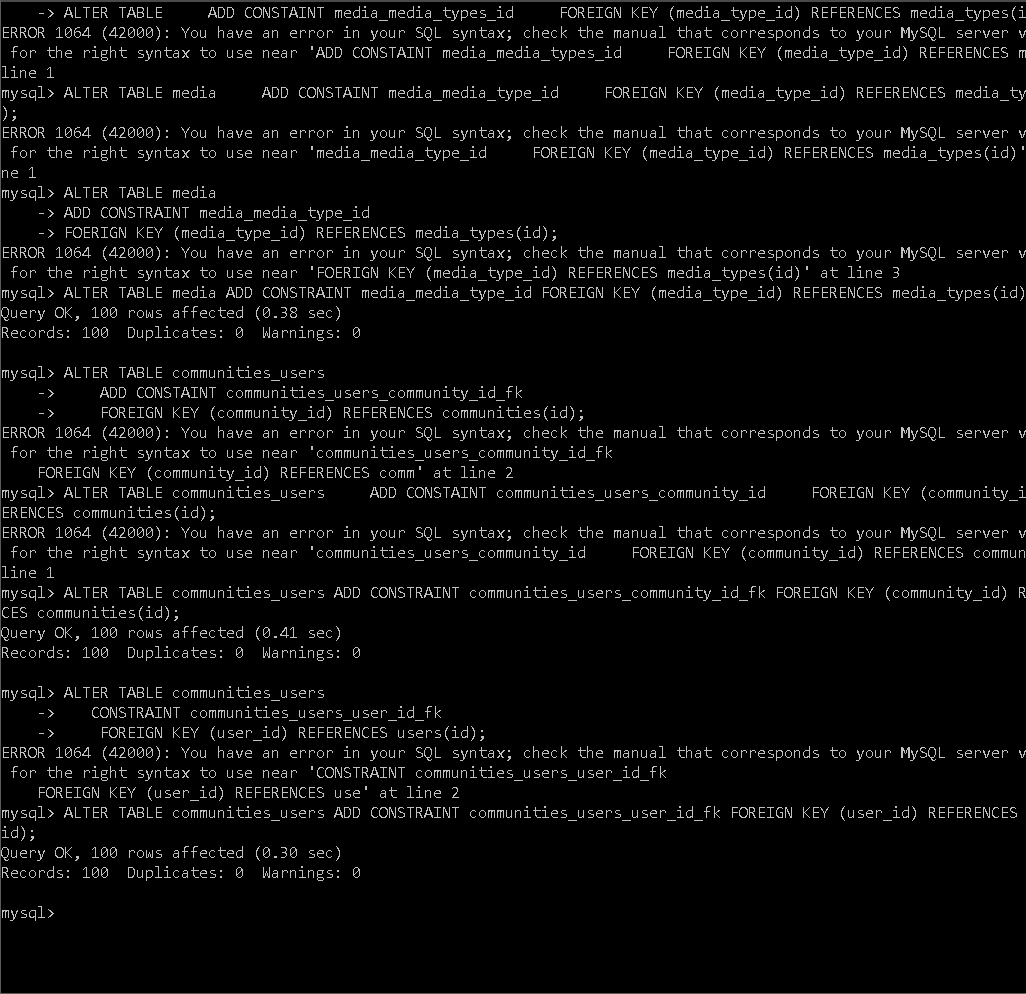 -> ALTER TABLE     ADD CONSTAINT media_media_types_id     FOREIGN KEY (media_type_id) REFERENCES media_types(i
ERROR 1064 (42000): You have an error in your SQL syntax; check the manual that corresponds to your MySQL server v
 for the right syntax to use near 'ADD CONSTAINT media_media_types_id     FOREIGN KEY (media_type_id) REFERENCES m
line 1
mysql> ALTER TABLE media     ADD CONSTAINT media_media_type_id     FOREIGN KEY (media_type_id) REFERENCES media_ty
);
ERROR 1064 (42000): You have an error in your SQL syntax; check the manual that corresponds to your MySQL server v
 for the right syntax to use near 'media_media_type_id     FOREIGN KEY (media_type_id) REFERENCES media_types(id)'
ne 1
mysql> ALTER TABLE media
    -> ADD CONSTRAINT media_media_type_id
    -> FOERIGN KEY (media_type_id) REFERENCES media_types(id);
ERROR 1064 (42000): You have an error in your SQL syntax; check the manual that corresponds to your MySQL server v
 for the right syntax to use near 'FOERIGN KEY (media_type_id) REFERENCES media_types(id)' at line 3
mysql> ALTER TABLE media ADD CONSTRAINT media_media_type_id FOREIGN KEY (media_type_id) REFERENCES media_types(id)
Query OK, 100 rows affected (0.38 sec)
Records: 100  Duplicates: 0  Warnings: 0

mysql> ALTER TABLE communities_users
    ->     ADD CONSTAINT communities_users_community_id_fk
    ->     FOREIGN KEY (community_id) REFERENCES communities(id);
ERROR 1064 (42000): You have an error in your SQL syntax; check the manual that corresponds to your MySQL server v
 for the right syntax to use near 'communities_users_community_id_fk
    FOREIGN KEY (community_id) REFERENCES comm' at line 2
mysql> ALTER TABLE communities_users     ADD CONSTAINT communities_users_community_id     FOREIGN KEY (community_i
ERENCES communities(id);
ERROR 1064 (42000): You have an error in your SQL syntax; check the manual that corresponds to your MySQL server v
 for the right syntax to use near 'communities_users_community_id     FOREIGN KEY (community_id) REFERENCES commun
line 1
mysql> ALTER TABLE communities_users ADD CONSTRAINT communities_users_community_id_fk FOREIGN KEY (community_id) R
CES communities(id);
Query OK, 100 rows affected (0.41 sec)
Records: 100  Duplicates: 0  Warnings: 0

mysql> ALTER TABLE communities_users
    ->    CONSTRAINT communities_users_user_id_fk
    ->     FOREIGN KEY (user_id) REFERENCES users(id);
ERROR 1064 (42000): You have an error in your SQL syntax; check the manual that corresponds to your MySQL server v
 for the right syntax to use near 'CONSTRAINT communities_users_user_id_fk
    FOREIGN KEY (user_id) REFERENCES use' at line 2
mysql> ALTER TABLE communities_users ADD CONSTRAINT communities_users_user_id_fk FOREIGN KEY (user_id) REFERENCES
id);
Query OK, 100 rows affected (0.30 sec)
Records: 100  Duplicates: 0  Warnings: 0

mysql>